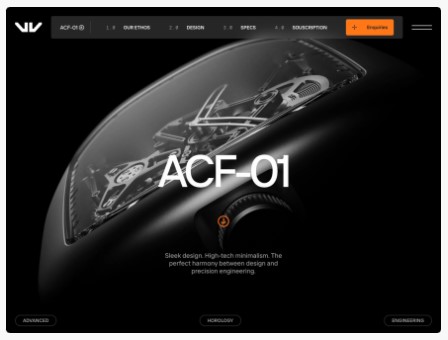 ACF-01
1.0 OUR ETHOS
2.0 DESIGN
3.0 SPECS
4.0 SOUSCRIPTION
Enquiries
ACF-01
Sleek design. High-tech minimalism. The
perfect harmony between design and
precision engineering.
ADVANCED
HOROLOGY
ENGINEERING